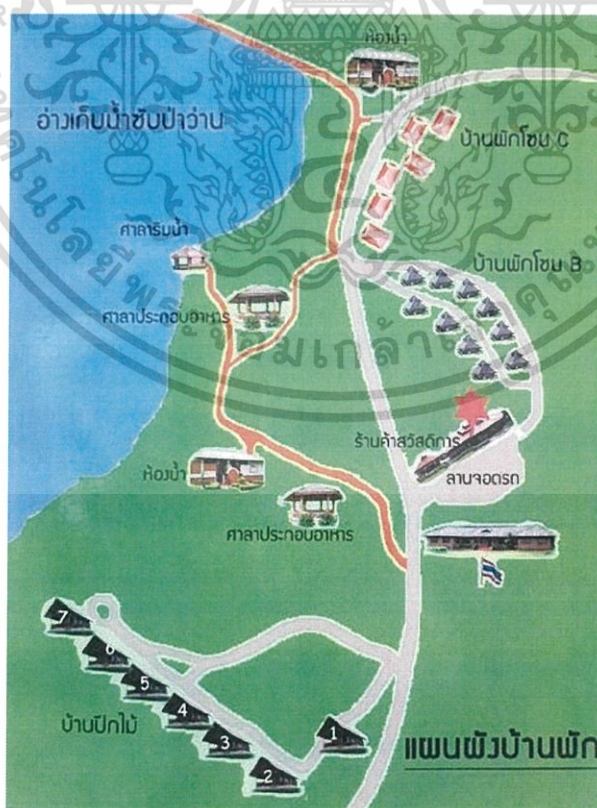 ห้องน้ำ
อ่างเก็บน้ำซับป่าว่าน
บ้านพักโซน C
ศาลาริมน้ำ
บ้านพักโซน B
ศาลาประกอบอาหาร
ร้านค้าสวัสดิการ
ลานจอดรถ
ห้องน้ำ
ศาลาประกอบอาหาร
7
6
5
4
3
2
1
บ้านปีกไม้
แผนผังบ้านพัก